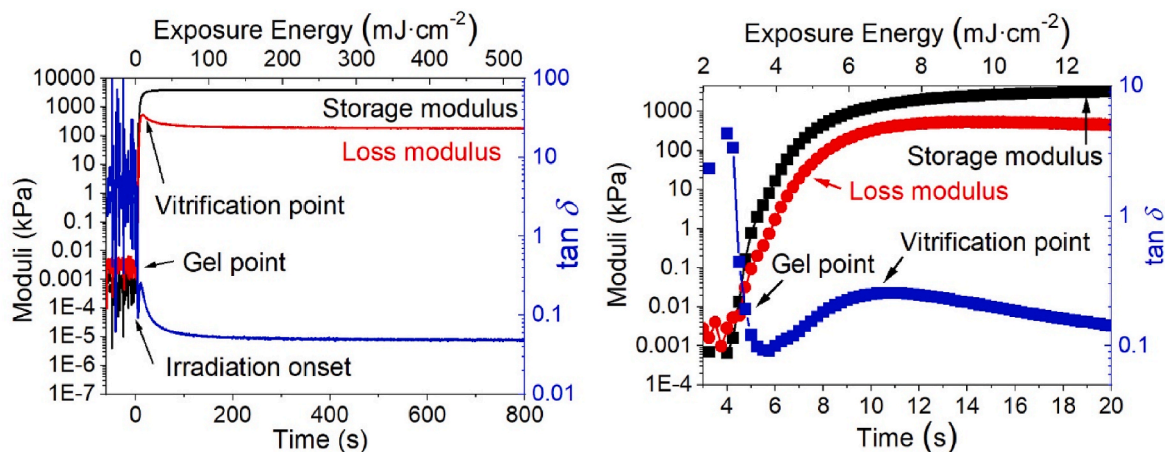 Exposure Energy (mJ·cm-2)
0 100 200 300 400 500
10000
1000
100
10
1
0.1
0.01
0.001
1E-4
1E-5
1E-6
1E-7
Moduli (kPa)
Storage modulus
Loss modulus
Vitrification point
Gel point
Irradiation onset
100
10
1
0.1
0.01
tan δ
0 200 400 600 800
Time (s)
Exposure Energy (mJ·cm-2)
2 4 6 8 10 12
1000
100
10
1
0.1
0.01
0.001
1E-4
Moduli (kPa)
Storage modulus
Loss modulus
Vitrification point
Gel point
10
1
0.1
tan δ
4 6 8 10 12 14 16 18 20
Time (s)